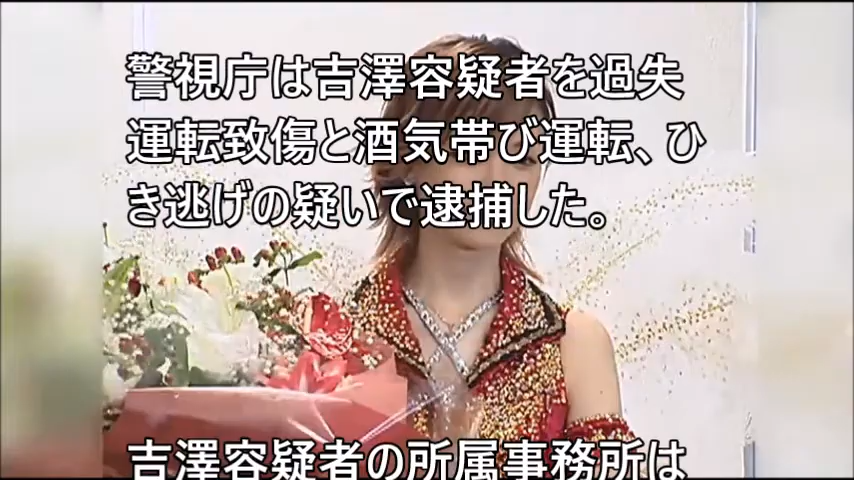 警視庁は吉澤容疑者を過失
運転致傷と酒気帯び運転、ひ
き逃げの疑いで逮捕した。
吉澤容疑者の所属事務所は